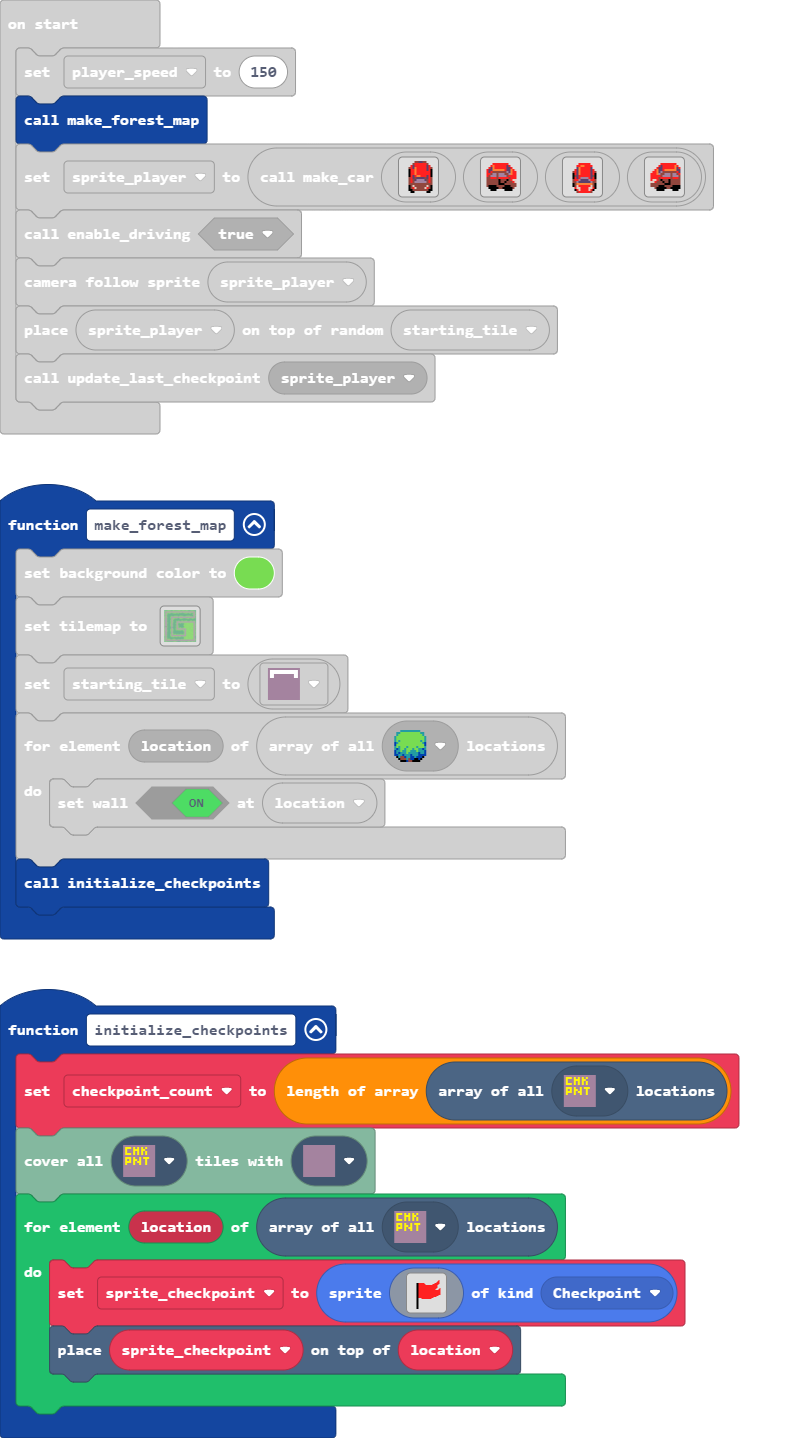 on start
set player_speed to 150
call make_forest_map
set sprite_player to call make_car
call enable_driving true
camera follow sprite sprite_player
place sprite_player on top of random starting_tile
call update_last_checkpoint sprite_player
function make_forest_map
set background color to
set tilemap to
set starting_tile to
for element location of array of all locations
do
set wall ON at location
call initialize_checkpoints
function initialize_checkpoints
set checkpoint_count to length of array array of all CHK PNT locations
cover all CHK PNT tiles with
for element location of array of all CHK PNT locations
do
set sprite_checkpoint to sprite of kind Checkpoint
place sprite_checkpoint on top of location